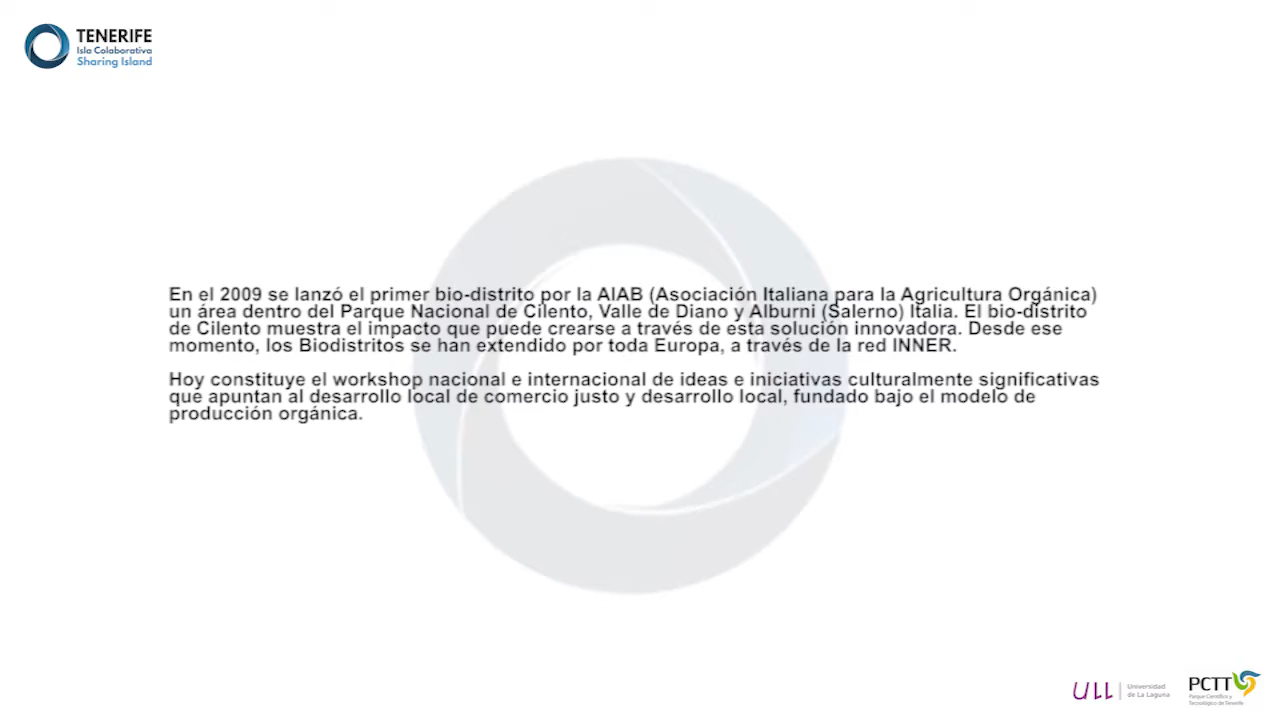 TENERIFE
Isla Colaborativa
Sharing Island
En el 2009 se lanzó el primer bio-distrito por la AIAB (Asociación Italiana para la Agricultura Orgánica)
un área dentro del Parque Nacional de Cilento, Valle de Diano y Alburni (Salerno) Italia. El bio-distrito
de Cilento muestra el impacto que puede crearse a través de esta solución innovadora. Desde ese
momento, los Biodistritos se han extendido por toda Europa, a través de la red INNER.
Hoy constituye el workshop nacional e internacional de ideas e iniciativas culturalmente significativas
que apuntan al desarrollo local de comercio justo y desarrollo local, fundado bajo el modelo de
producción orgánica.
ULL
Universidad
de La Laguna
PCTT
Parque Científico y
Tecnológico de Tenerife